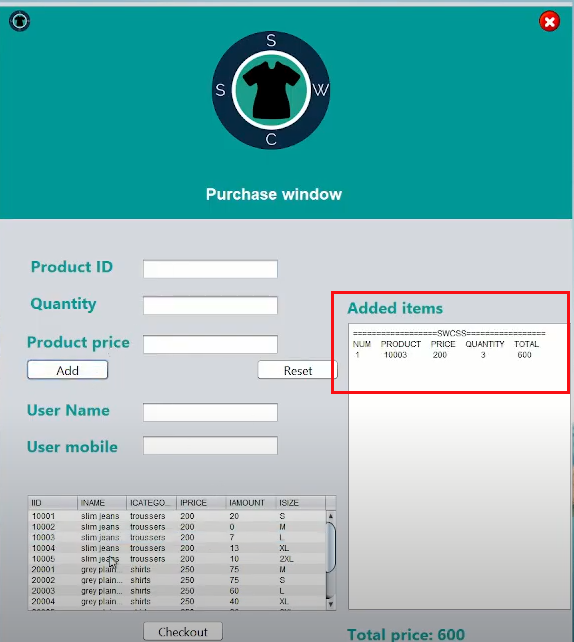 S
S W
C
Purchase window
Product ID
Quantity
Product price
Add Reset
User Name
User mobile
Added items
==================SWCSS=================
NUM PRODUCT PRICE QUANTITY TOTAL
1 10003 200 3 600
IID INAME ICATEGO... IPRICE IAMOUNT ISIZE
10001 slim jeans troussers 200 20 S
10002 slim jeans troussers 200 0 M
10003 slim jeans troussers 200 7 L
10004 slim jeans troussers 200 13 XL
10005 slim jeans troussers 200 10 2XL
20001 grey plain... shirts 250 75 M
20002 grey plain... shirts 250 75 S
20003 grey plain... shirts 250 60 L
20004 grey plain... shirts 250 40 XL
Checkout
Total price: 600